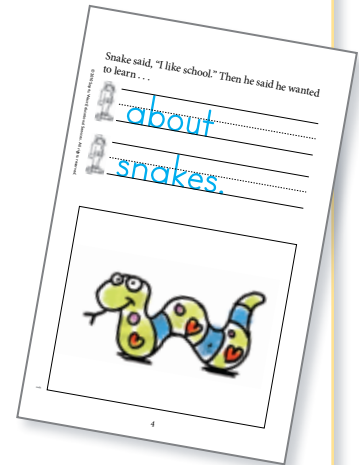 Snake said, “I like school.” Then he said he wanted
to learn . . .
about
snakes.
4